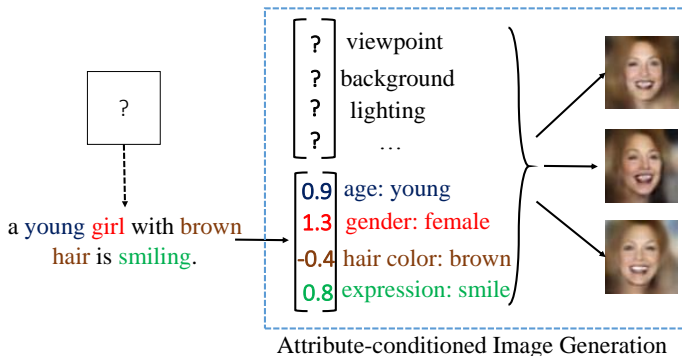 ?
a young girl with brown
hair is smiling.
? viewpoint
? background
? lighting
? ...
0.9 age: young
1.3 gender: female
-0.4 hair color: brown
0.8 expression: smile
Attribute-conditioned Image Generation